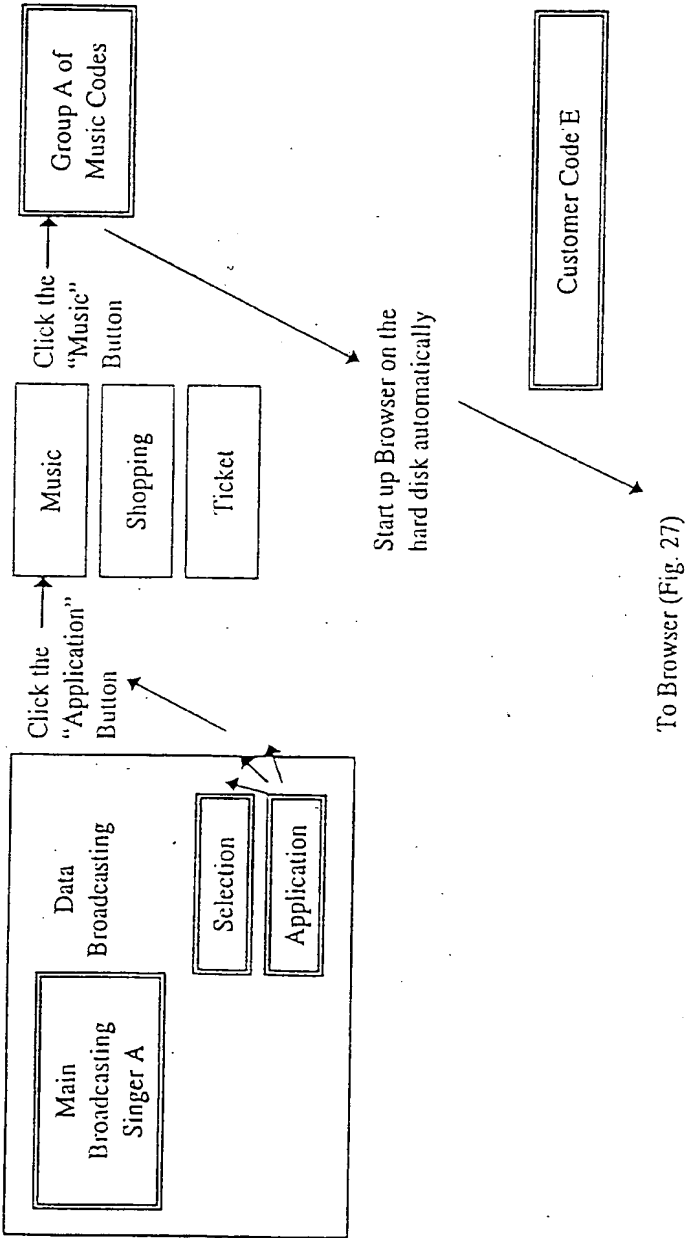 Main
Broadcasting
Singer A
Data
Broadcasting
Selection
Application
Click the
“Application”
Button
Music
Shopping
Ticket
Click the
“Music”
Button
Group A of
Music Codes
Start up Browser on the
hard disk automatically
Customer Code E
To Browser (Fig. 27)